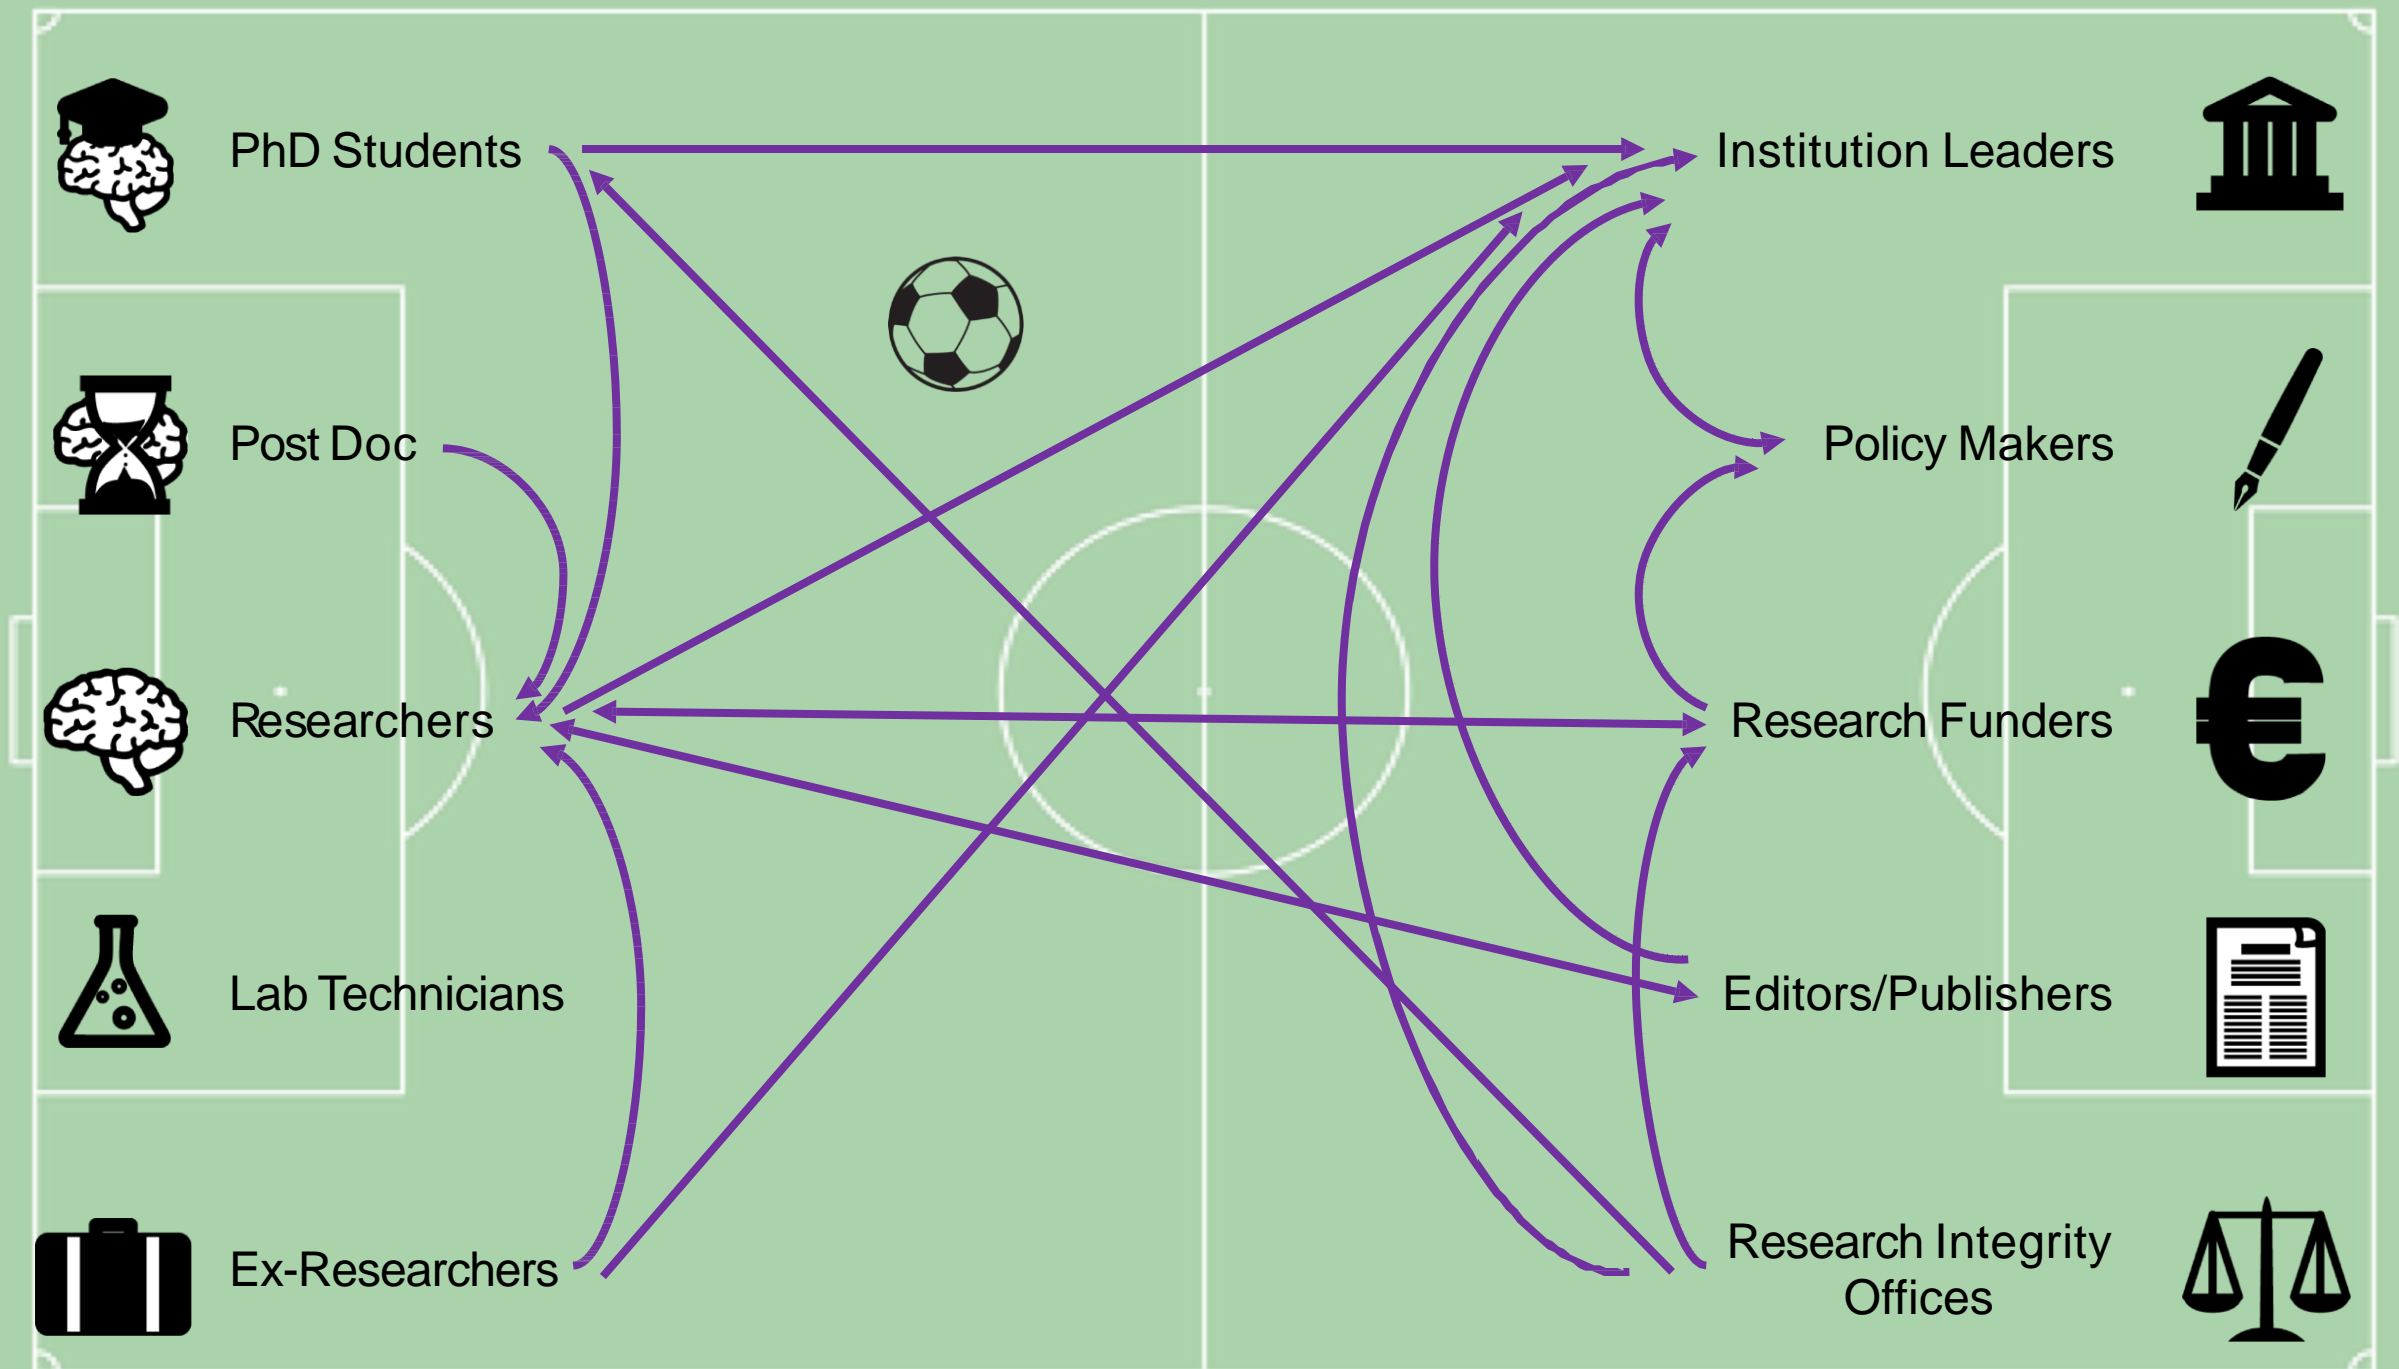 PhD Students
Institution Leaders
Post Doc
Policy Makers
Researchers
Research Funders
Lab Technicians
Editors/Publishers
Ex-Researchers
Research Integrity
Offices